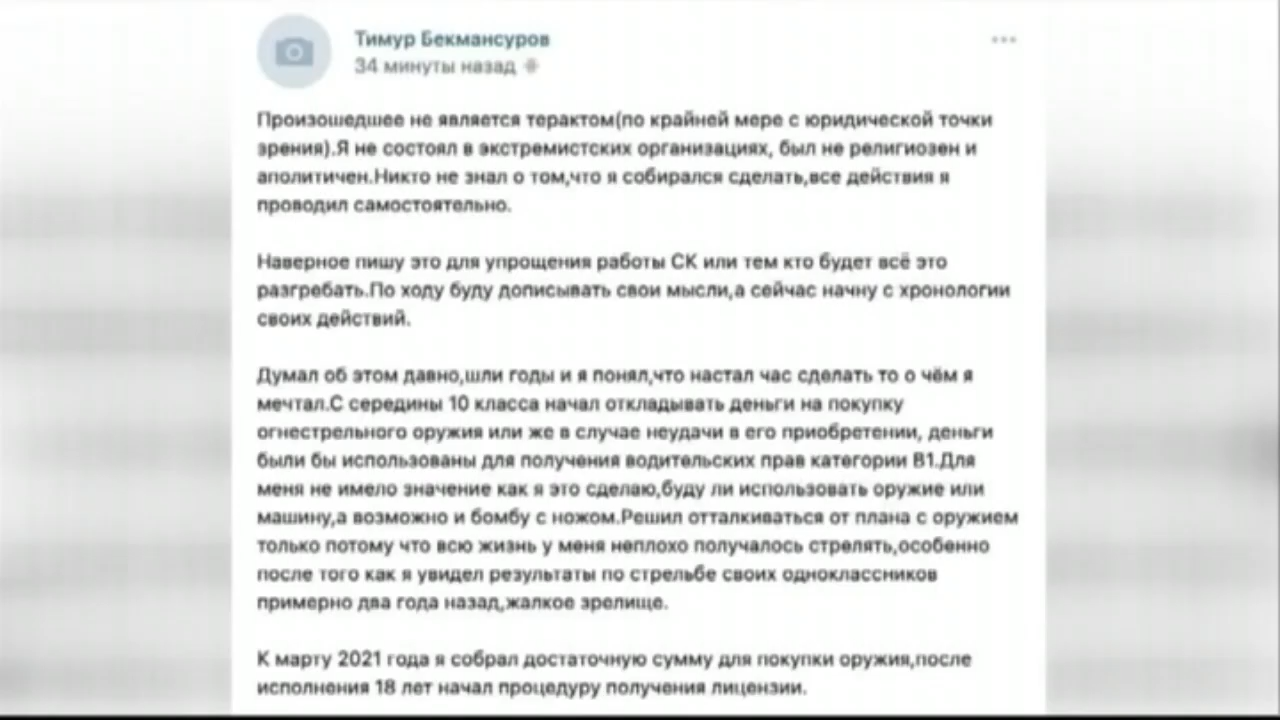 Тимур Бекмансуров
34 минуты назад
Произошедшее не является терактом(по крайней мере с юридической точки
зрения).Я не состоял в экстремистских организациях, был не религиозен и
аполитичен.Никто не знал о том,что я собирался сделать,все действия я
проводил самостоятельно.
Наверное пишу это для упрощения работы СК или тем кто будет всё это
разгребать.По ходу буду дописывать свои мысли,а сейчас начну с хронологии
своих действий.
Думал об этом давно,шли годы и я понял,что настал час сделать то о чём я
мечтал.С середины 10 класса начал откладывать деньги на покупку
огнестрельного оружия или же в случае неудачи в его приобретении, деньги
были бы использованы для получения водительских прав категории В1.Для
меня не имело значение как я это сделаю,буду ли использовать оружие или
машину,а возможно и бомбу с ножом.Решил отталкиваться от плана с оружием
только потому что всю жизнь у меня неплохо получалось стрелять,особенно
после того как я увидел результаты по стрельбе своих одноклассников
примерно два года назад,жалкое зрелище.
К марту 2021 года я собрал достаточную сумму для покупки оружия,после
исполнения 18 лет начал процедуру получения лицензии.